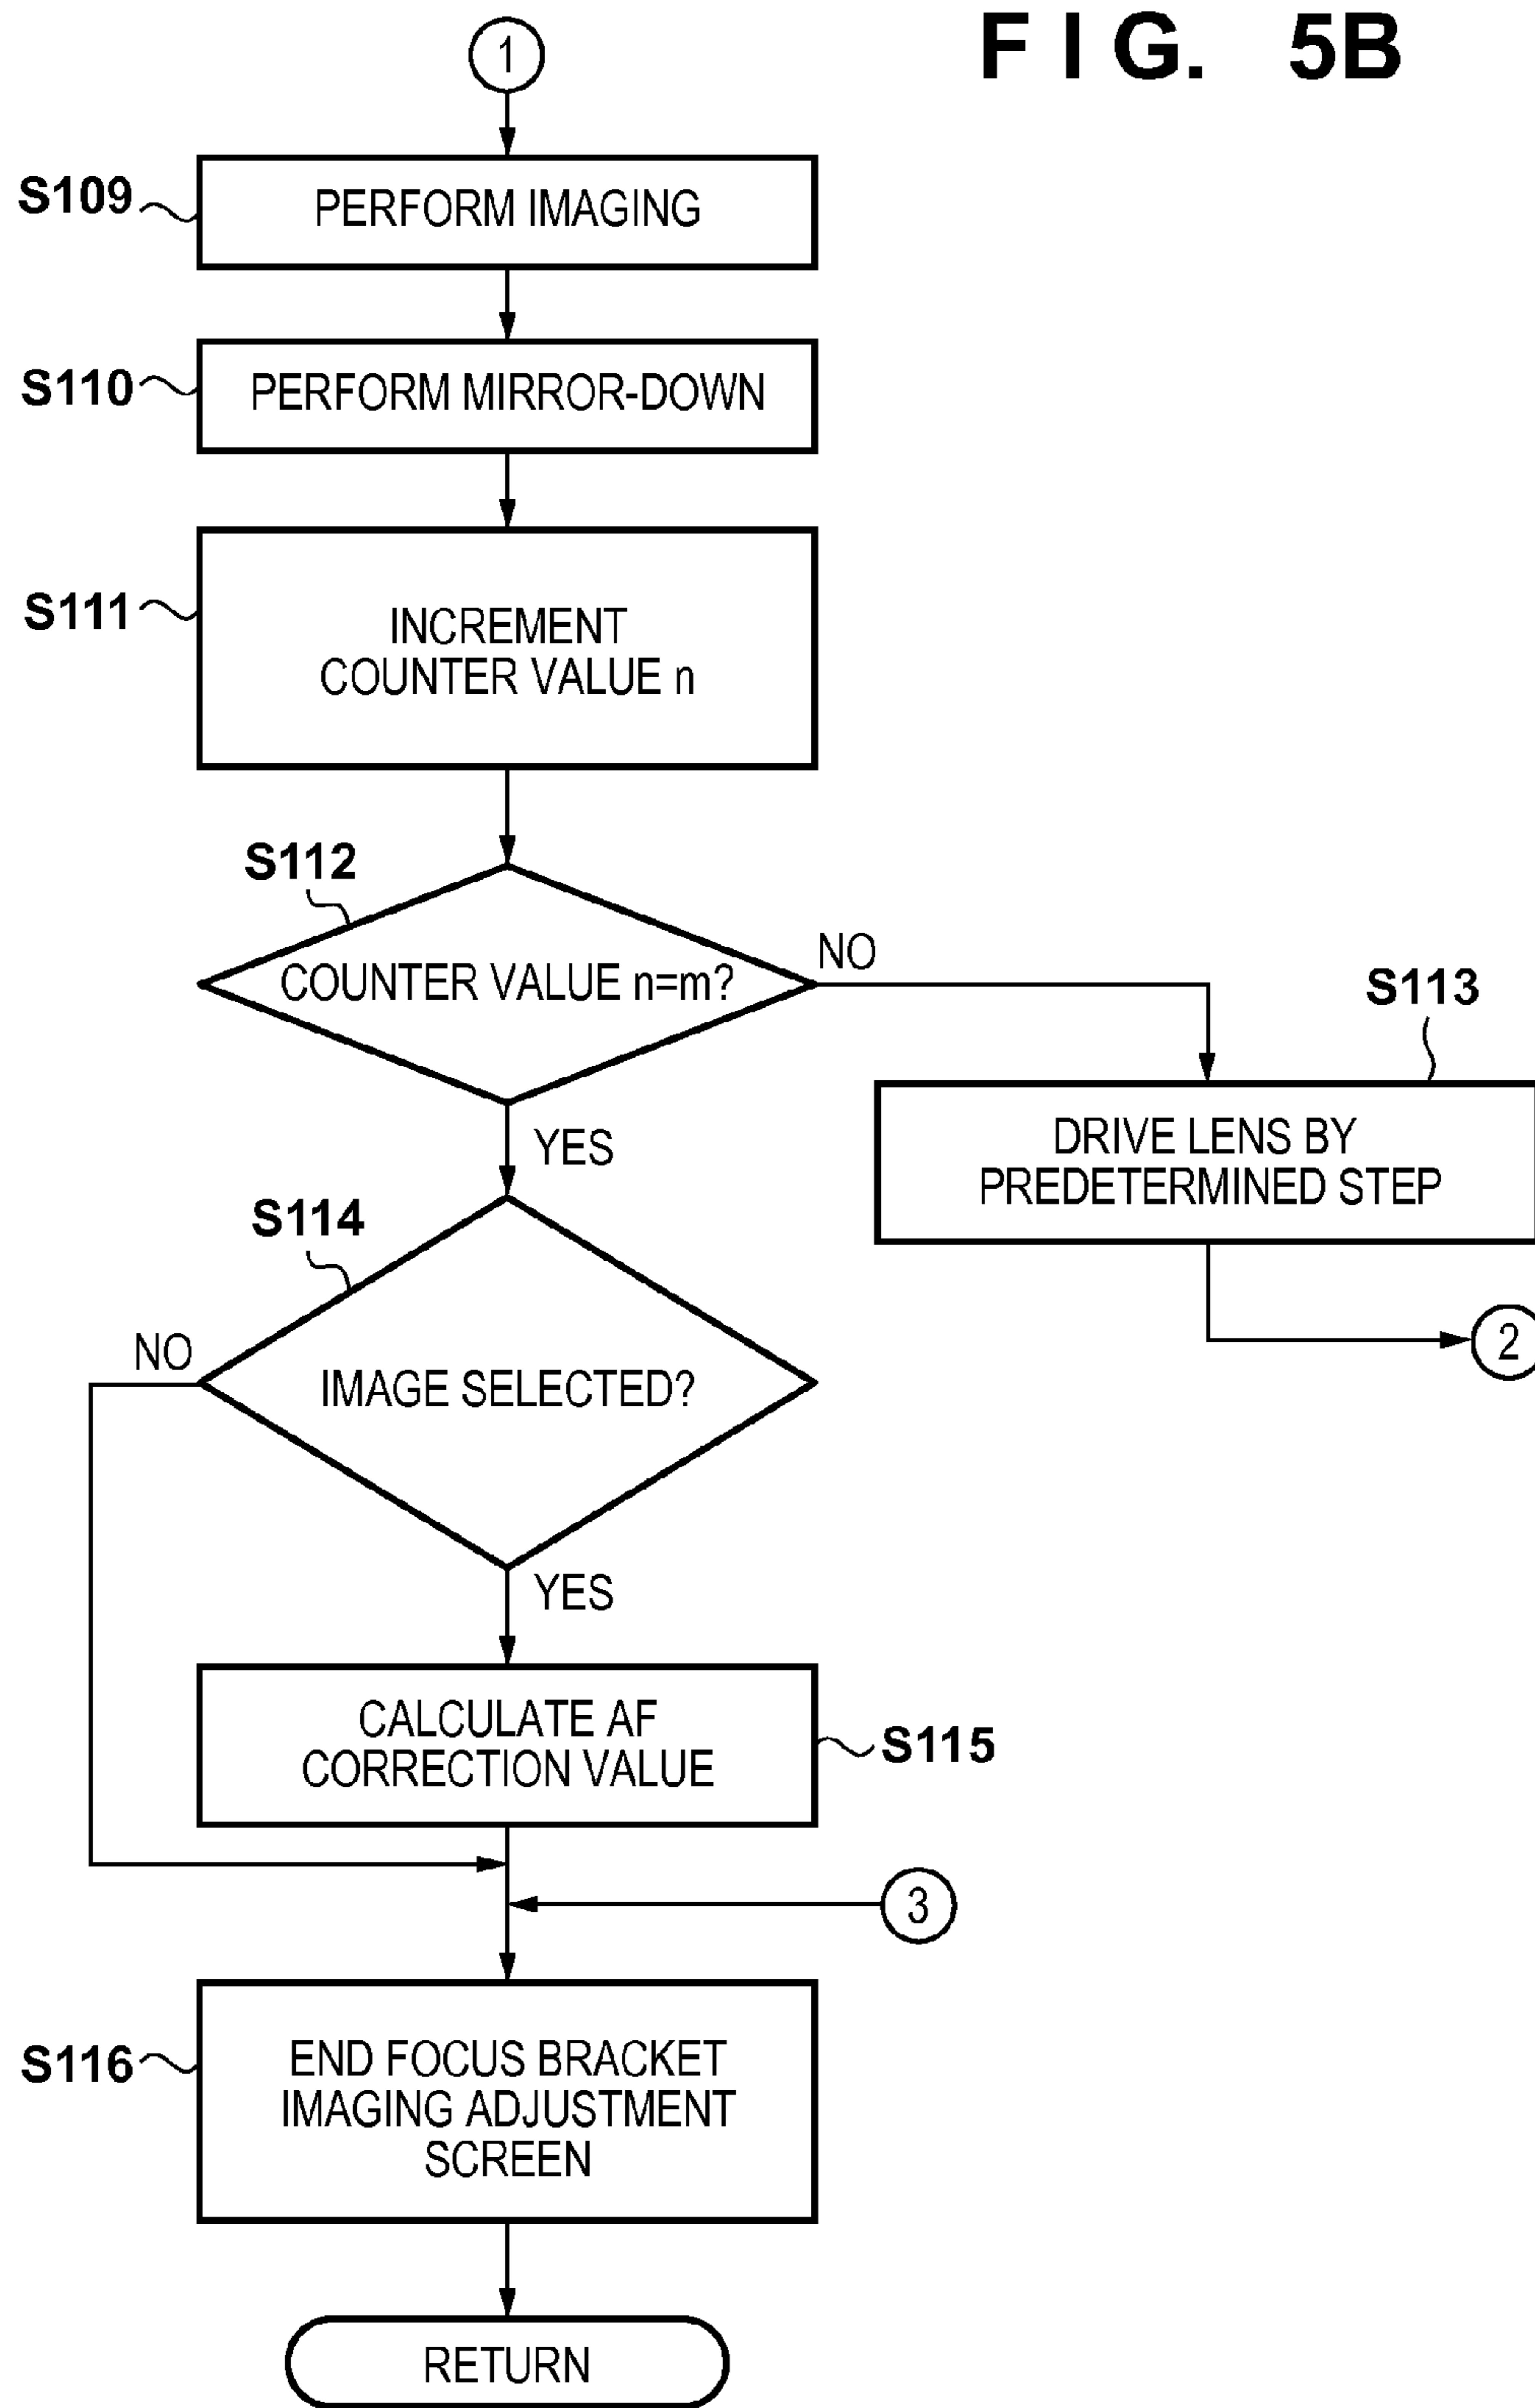 FIG. 5B
1
S109
PERFORM IMAGING
S110
PERFORM MIRROR-DOWN
S111
INCREMENT
COUNTER VALUE n
S112
COUNTER VALUE n=m?
NO
YES
S113
DRIVE LENS BY
PREDETERMINED STEP
2
S114
IMAGE SELECTED?
NO
YES
CALCULATE AF
CORRECTION VALUE
S115
3
S116
END FOCUS BRACKET
IMAGING ADJUSTMENT
SCREEN
RETURN